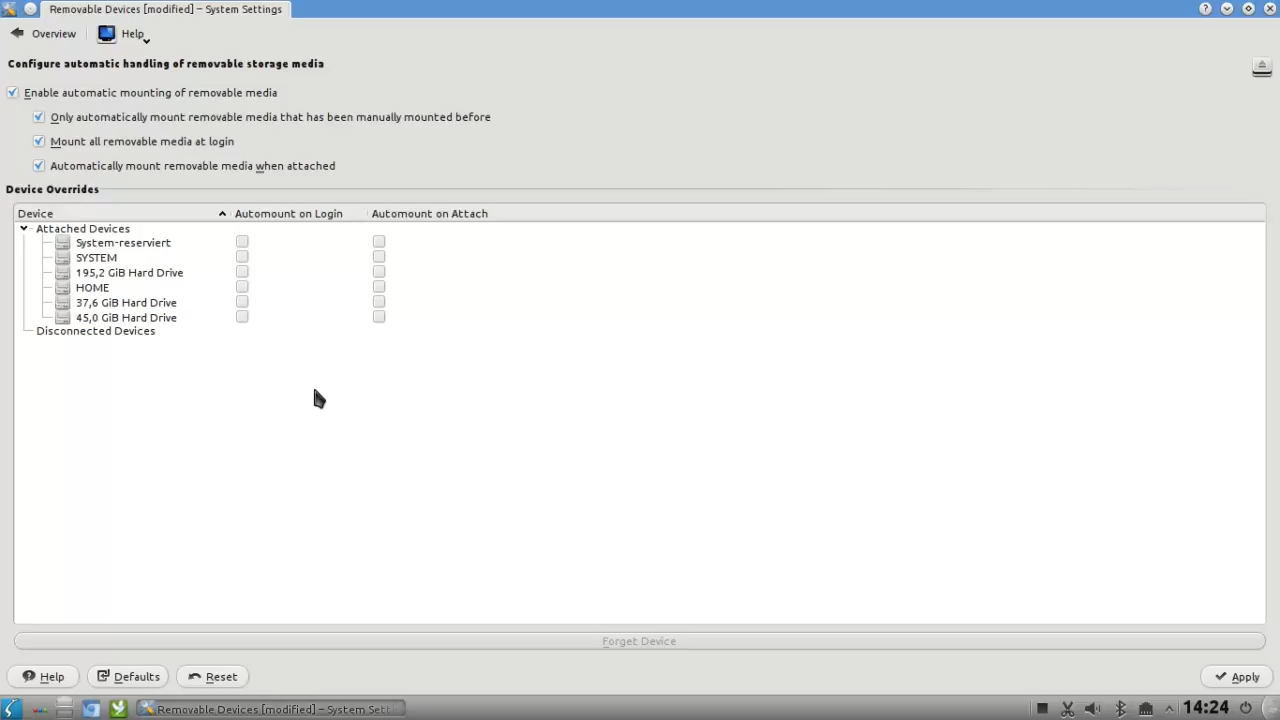 Removable Devices [modified] – System Settings
Overview
Help
Configure automatic handling of removable storage media
Enable automatic mounting of removable media
Only automatically mount removable media that has been manually mounted before
Mount all removable media at login
Automatically mount removable media when attached
Device Overrides
Device Automount on Login Automount on Attach
Attached Devices
System-reserviert
SYSTEM
195,2 GiB Hard Drive
HOME
37,6 GiB Hard Drive
45,0 GiB Hard Drive
Disconnected Devices
Forget Device
Help Defaults Reset Apply
Removable Devices [modified] – System Setti 14:24